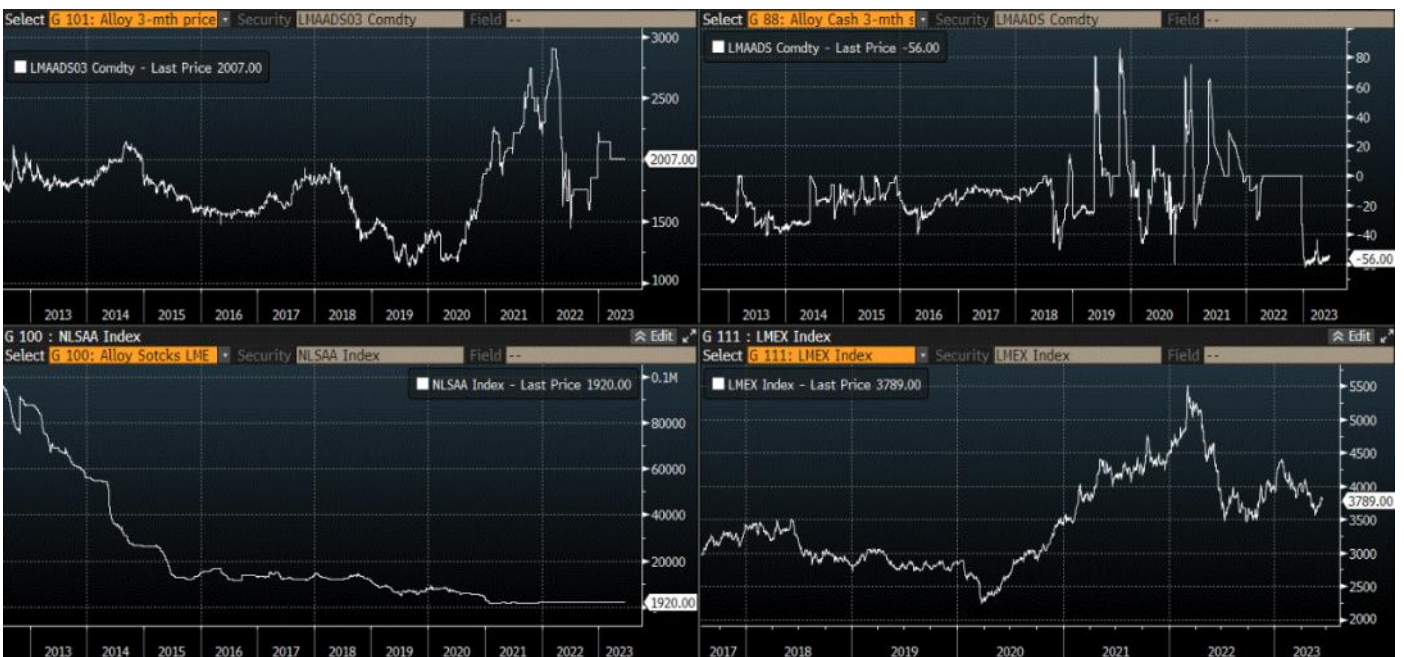 Select G 101: Alloy 3-mth price Security LMAADS03 Comdty Field --
LMAADS03 Comdty - Last Price 2007.00
3000
2500
2007.00
1500
1000
2013 2014 2015 2016 2017 2018 2019 2020 2021 2022 2023
Select G 88: Alloy Cash 3-mth s Security LMAADS Comdty Field --
LMAADS Comdty - Last Price -56.00
80
60
40
20
0
-20
-40
-56.00
2013 2014 2015 2016 2017 2018 2019 2020 2021 2022 2023
G 100 : NLSAA Index Edit
Select G 100: Alloy Sotcks LME Security NLSAA Index Field --
NLSAA Index - Last Price 1920.00
0.1M
80000
60000
40000
20000
1920.00
2013 2014 2015 2016 2017 2018 2019 2020 2021 2022 2023
G 111 : LMEX Index Edit
Select G 111: LMEX Index Security LMEX Index Field --
LMEX Index - Last Price 3789.00
5500
5000
4500
4000
3789.00
3500
3000
2500
2000
2017 2018 2019 2020 2021 2022 2023